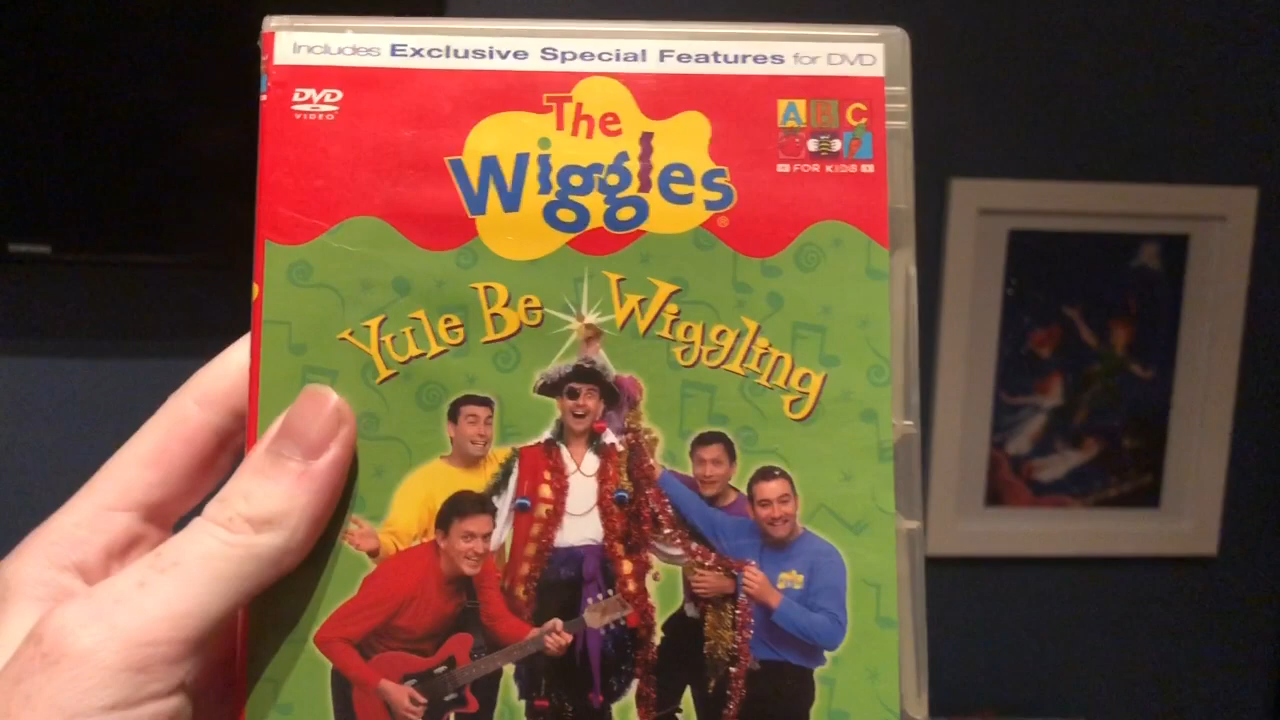 Includes Exclusive Special Features for DVD
DVD
VIDEO
The
Wiggles®
ABC
FOR KIDS
Yule Be Wiggling